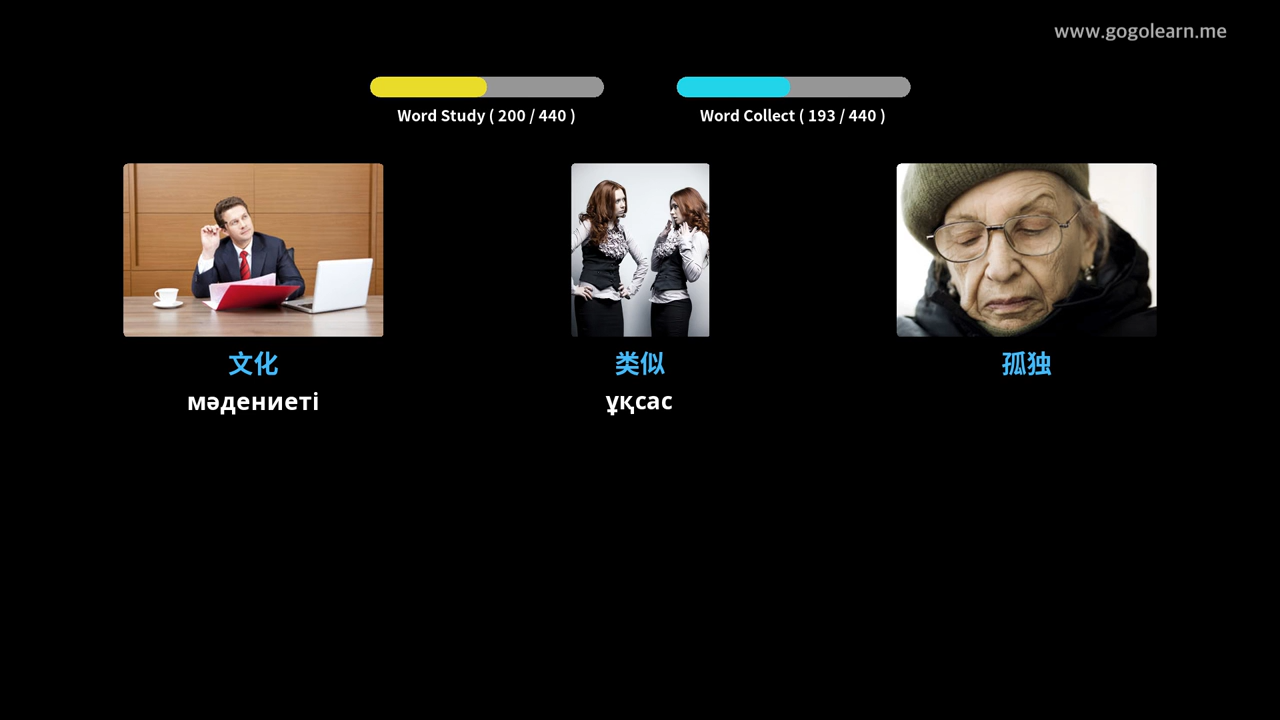 www.gogolearn.me
Word Study ( 200 / 440 )
Word Collect ( 193 / 440 )
文化
类似
孤独
мәдениеті
ұқсас